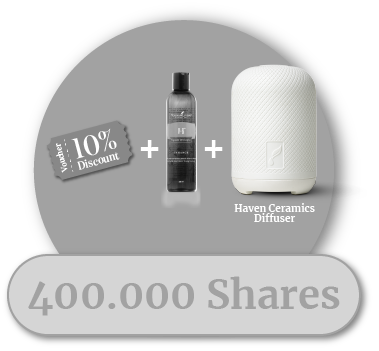 Voucher
10%
Discount
+
+
Haven Ceramics
Diffuser
400.000 Shares